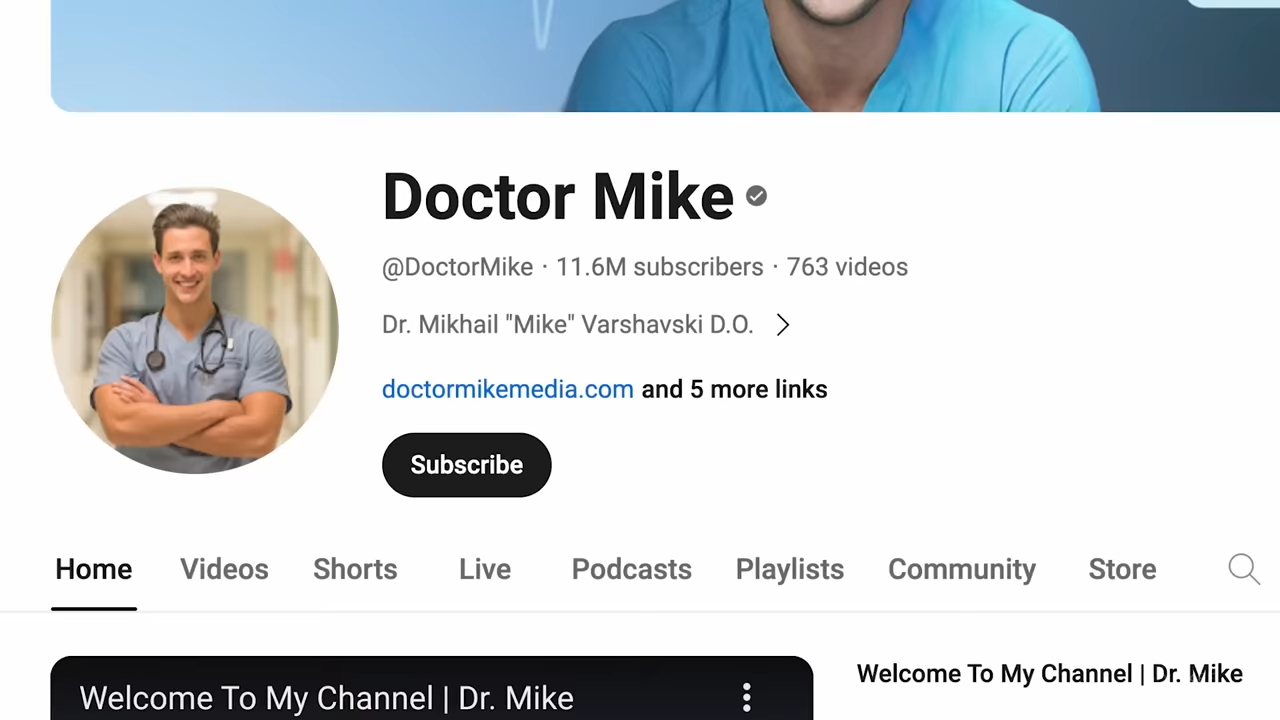 Doctor Mike
@DoctorMike · 11.6M subscribers · 763 videos
Dr. Mikhail "Mike" Varshavski D.O.
doctormikemedia.com and 5 more links
Subscribe
Home Videos Shorts Live Podcasts Playlists Community Store
Welcome To My Channel | Dr. Mike
Welcome To My Channel | Dr. Mike